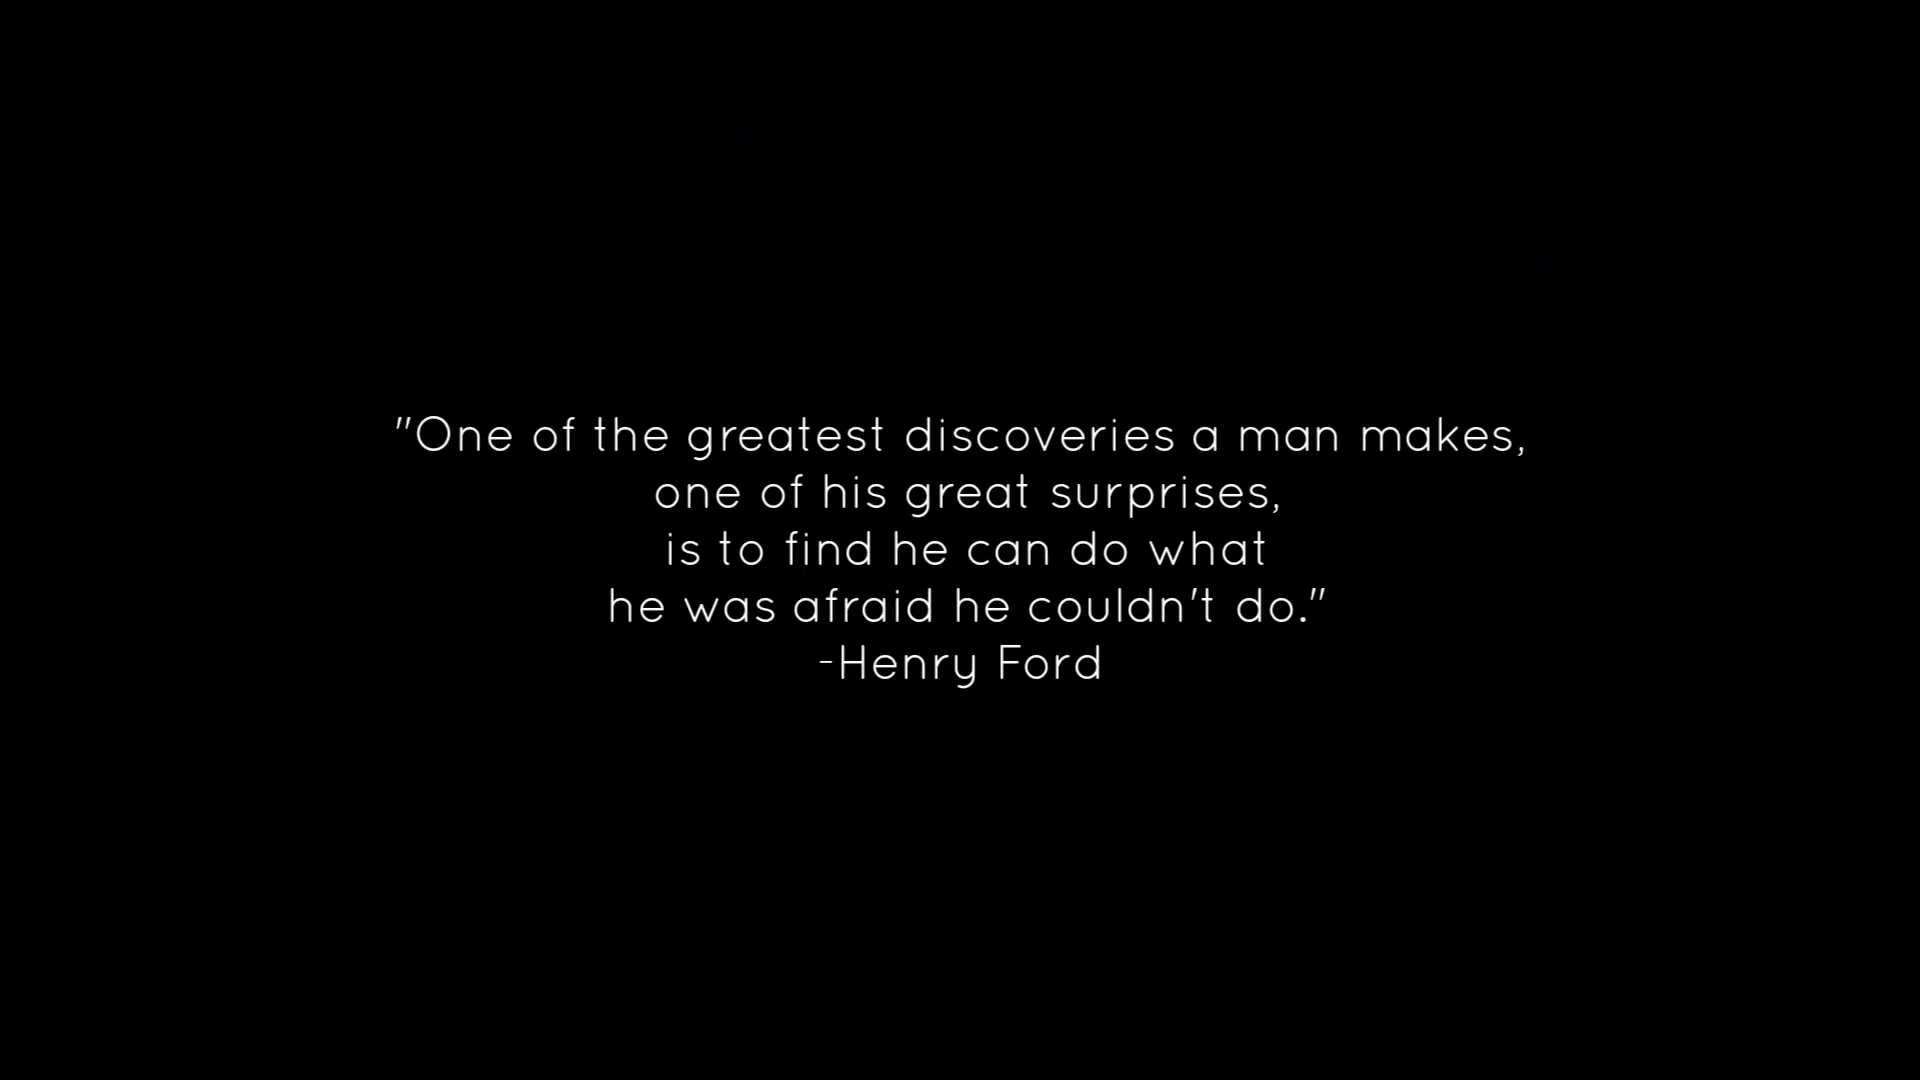 "One of the greatest discoveries a man makes,
one of his great surprises,
is to find he can do what
he was afraid he couldn't do."
-Henry Ford